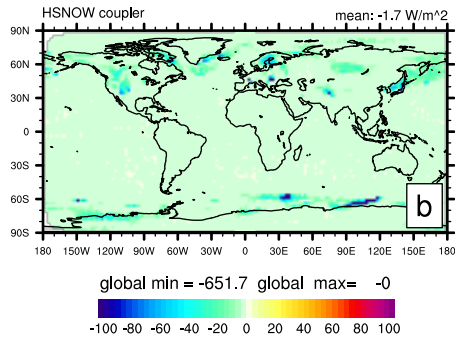 HSNOW coupler mean: -1.7 W/m^2
90N
60N
30N
0
30S
60S
90S
b
180 150W 120W 90W 60W 30W 0 30E 60E 90E 120E 150E 180
global min = -651.7 global max= -0
-100 -80 -60 -40 -20 0 20 40 60 80 100